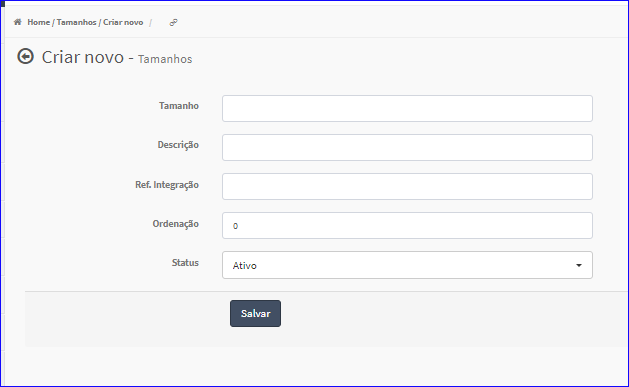 Home / Tamanhos / Criar novo /
Criar novo - Tamanhos
Tamanho
Descrição
Ref. Integração
Ordenação 0
Status Ativo
Salvar